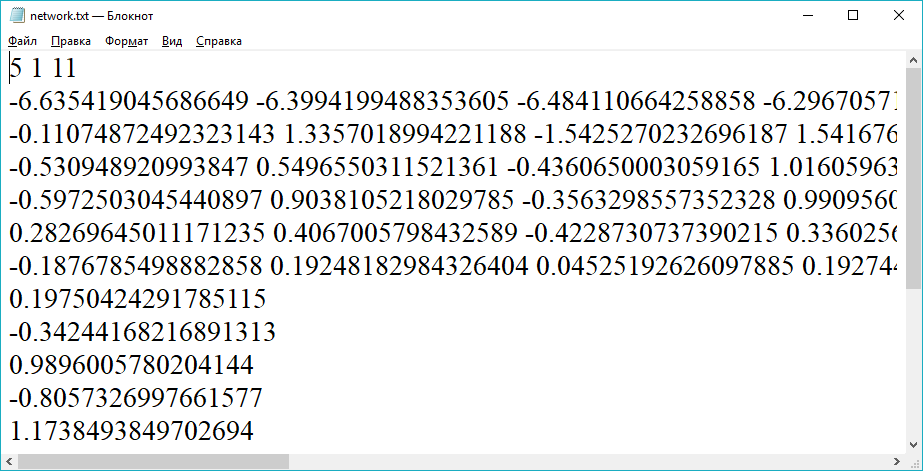 network.txt — Блокнот
Файл Правка Формат Вид Справка
5 1 11
-6.635419045686649 -6.3994199488353605 -6.484110664258858 -6.2967057
-0.11074872492323143 1.3357018994221188 -1.5425270232696187 1.541676
-0.530948920993847 0.5496550311521361 -0.4360650003059165 1.01605963
-0.5972503045440897 0.9038105218029785 -0.3563298557352328 0.9909560
0.28269645011171235 0.4067005798432589 -0.4228730737390215 0.336025
-0.1876785498882858 0.19248182984326404 0.04525192626097885 0.19274
0.19750424291785115
-0.34244168216891313
0.9896005780204144
-0.8057326997661577
1.1738493849702694